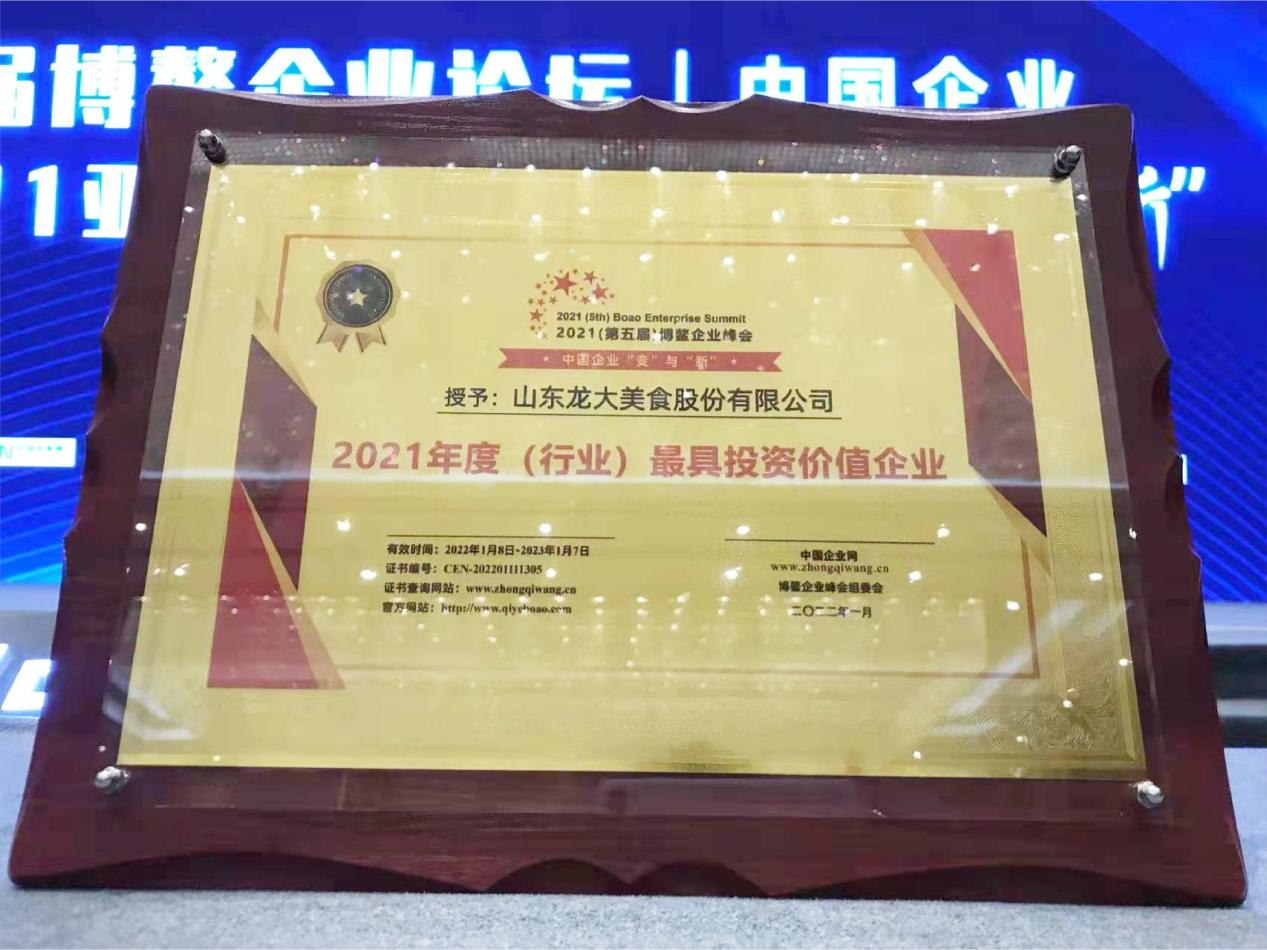 届博鳌企业论坛|中国企业
2021 (5th) Boao Enterprise Summit
2021(第五届)博鳌企业峰会
中国企业“变”与“新”
授予：山东龙大美食股份有限公司
2021年度（行业）最具投资价值企业
有效时间：2022年1月8日-2023年1月7日
证书编号：CEN-202201111305
证书查询网站：www.zhongqiwang.cn
官方网站：http://www.qiyeboao.com
中国企业网
www.zhongqiwang.cn
博鳌企业峰会组委会
二〇二二年一月